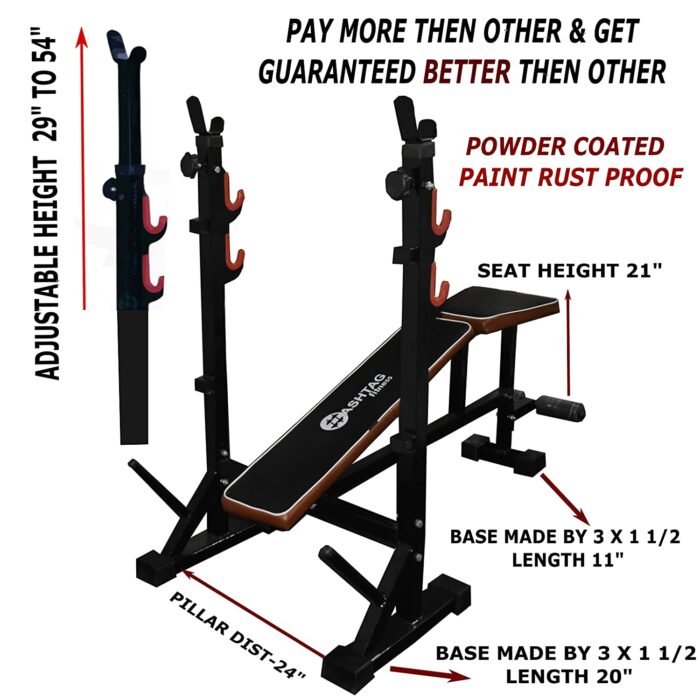 PAY MORE THEN OTHER & GET
GUARANTEED BETTER THEN OTHER
ADJUSTABLE HEIGHT 29" TO 54"
POWDER COATED
PAINT RUST PROOF
SEAT HEIGHT 21"
#ASHTAG
fitness
BASE MADE BY 3 X 1 1/2
LENGTH 11"
PILLAR DIST-24"
BASE MADE BY 3 X 1 1/2
LENGTH 20"